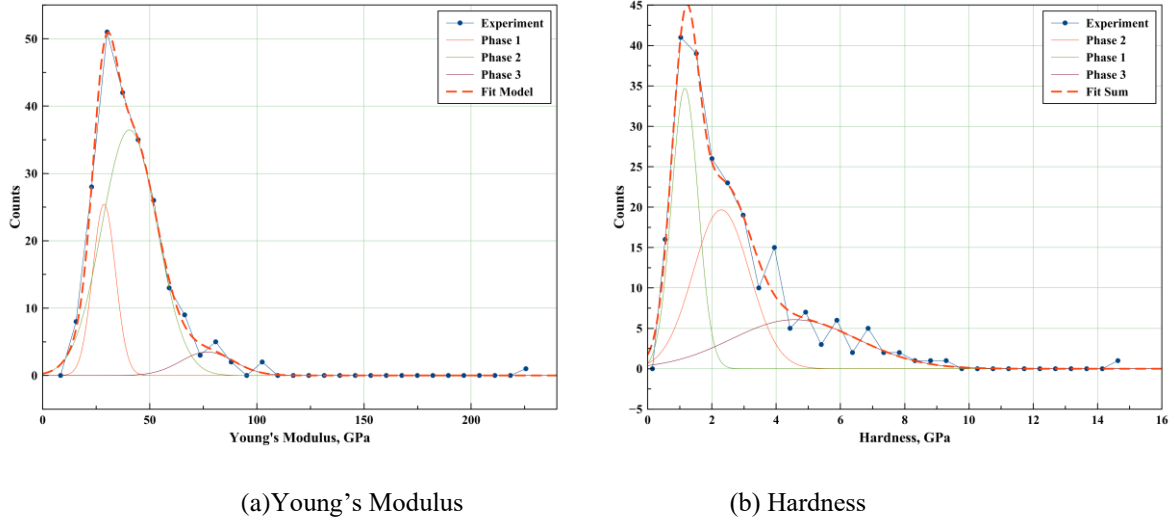 50
40
30
20
10
0
Counts
0
50
100
150
200
Young's Modulus, GPa
Experiment
Phase 1
Phase 2
Phase 3
Fit Model
45
40
35
30
25
20
15
10
5
0
−5
Counts
0
2
4
6
8
10
12
14
16
Hardness, GPa
Experiment
Phase 2
Phase 1
Phase 3
Fit Sum
(a)Young’s Modulus
(b) Hardness